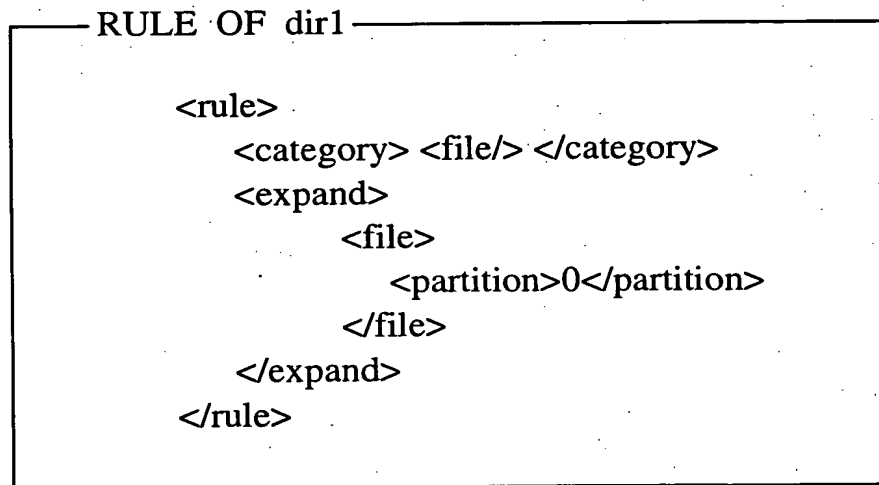 RULE OF dir1
<rule>
<category> <file/> </category>
<expand>
<file>
<partition>0</partition>
</file>
</expand>
</rule>